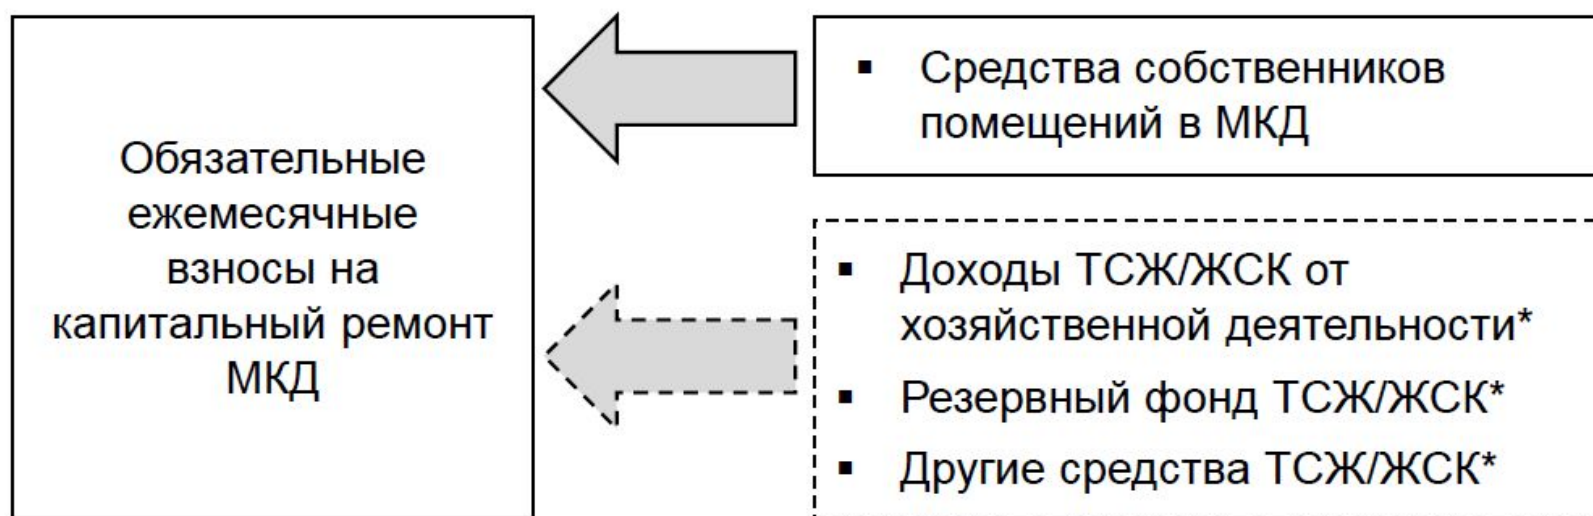 Обязательные
ежемесячные
взносы на
капитальный ремонт
МКД
▪ Средства собственников
помещений в МКД
▪ Доходы ТСЖ/ЖСК от
хозяйственной деятельности*
▪ Резервный фонд ТСЖ/ЖСК*
▪ Другие средства ТСЖ/ЖСК*